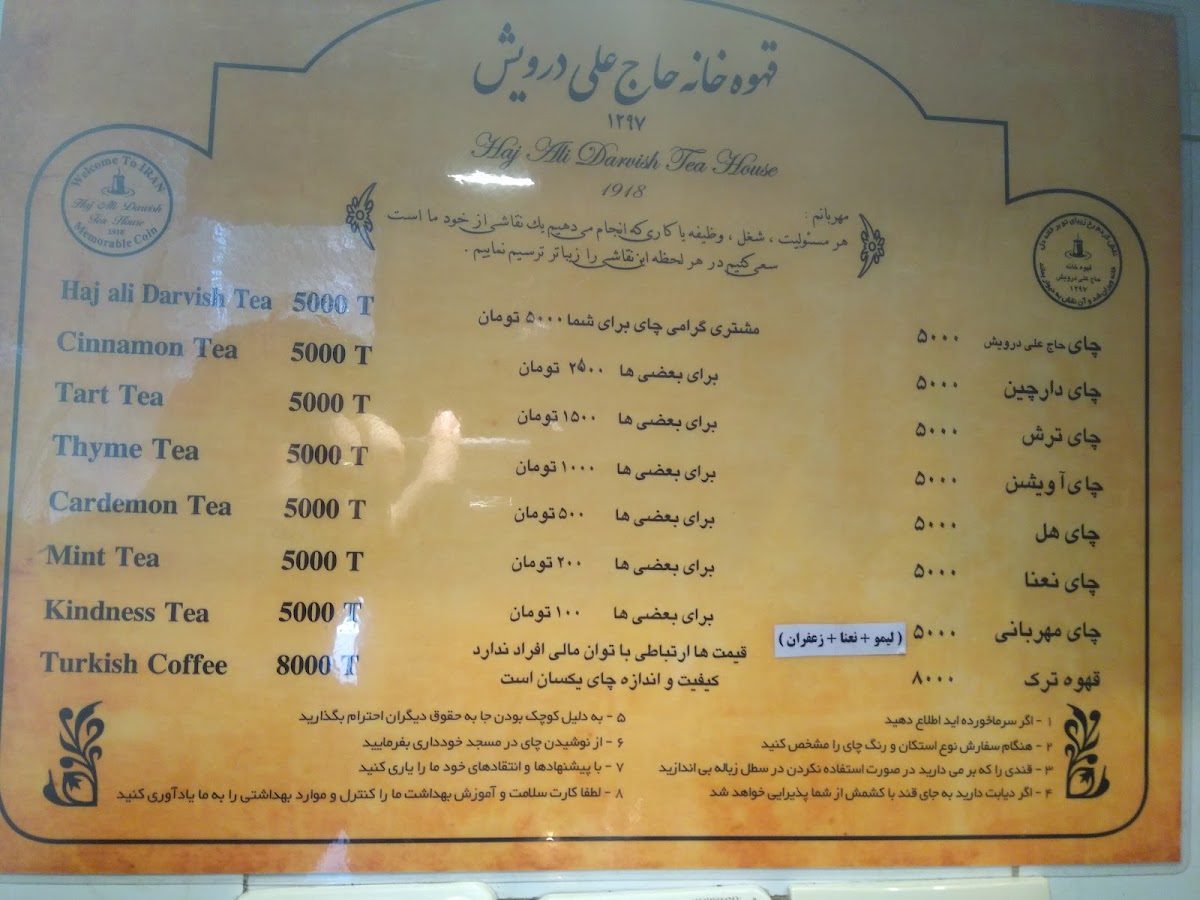 قهوه خانه حاج علی درویش
۱۲۹۷
Haj Ali Darvish Tea House
1918
Welcome To IRAN
Haj Ali Darvish
Tea House
1918
Memorable Coin
قهوه خانه
حاج علی درویش
۱۲۹۷
مهربانم :
هر مسئولیت ، شغل ، وظیفه یا کاری که انجام می دهیم یك نقاشی از خود ما است
سعی کنیم در هر لحظه این نقاشی را زیباتر ترسیم نماییم .
Haj ali Darvish Tea 5000 T
Cinnamon Tea 5000 T
Tart Tea 5000 T
Thyme Tea 5000 T
Cardemon Tea 5000 T
Mint Tea 5000 T
Kindness Tea 5000 T
Turkish Coffee 8000 T
مشتری گرامی چای برای شما ۵۰۰۰ تومان
برای بعضی ها ۲۵۰۰ تومان
برای بعضی ها ۱۵۰۰ تومان
برای بعضی ها ۱۰۰۰ تومان
برای بعضی ها ۵۰۰ تومان
برای بعضی ها ۲۰۰ تومان
برای بعضی ها ۱۰۰ تومان
قیمت ها ارتباطی با توان مالی افراد ندارد
کیفیت و اندازه چای یکسان است
چای حاج علی درویش ۵۰۰۰
چای دارچین ۵۰۰۰
چای ترش ۵۰۰۰
چای آویشن ۵۰۰۰
چای هل ۵۰۰۰
چای نعنا ۵۰۰۰
چای مهربانی ۵۰۰۰ ( لیمو + نعنا + زعفران )
قهوه ترک ۸۰۰۰
۱ - اگر سرماخورده اید اطلاع دهید
۲ - هنگام سفارش نوع استکان و رنگ چای را مشخص کنید
۳ - قندی را که بر می دارید در صورت استفاده نکردن در سطل زباله بی اندازید
۴ - اگر دیابت دارید به جای قند با کشمش از شما پذیرایی خواهد شد
۵ - به دلیل کوچک بودن جا به حقوق دیگران احترام بگذارید
۶ - از نوشیدن چای در مسجد خودداری بفرمایید
۷ - با پیشنهادها و انتقادهای خود ما را یاری کنید
۸ - لطفا کارت سلامت و آموزش بهداشت ما را کنترل و موارد بهداشتی را به ما یادآوری کنید